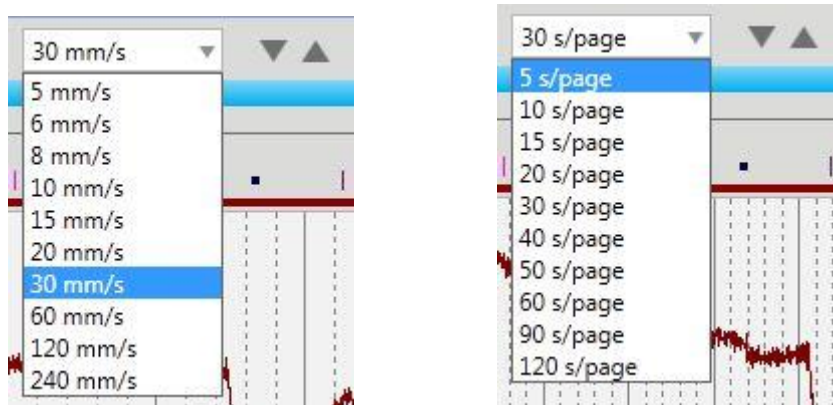 30 mm/s
5 mm/s
6 mm/s
8 mm/s
10 mm/s
15 mm/s
20 mm/s
30 mm/s
60 mm/s
120 mm/s
240 mm/s
30 s/page
5 s/page
10 s/page
15 s/page
20 s/page
30 s/page
40 s/page
50 s/page
60 s/page
90 s/page
120 s/page